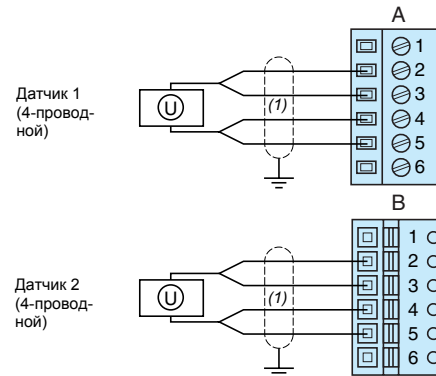 A
1
2
3
4
5
6
Датчик 1
(4-провод-
ной)
U
(1)
B
1
2
3
4
5
6
Датчик 2
(4-провод-
ной)
U
(1)